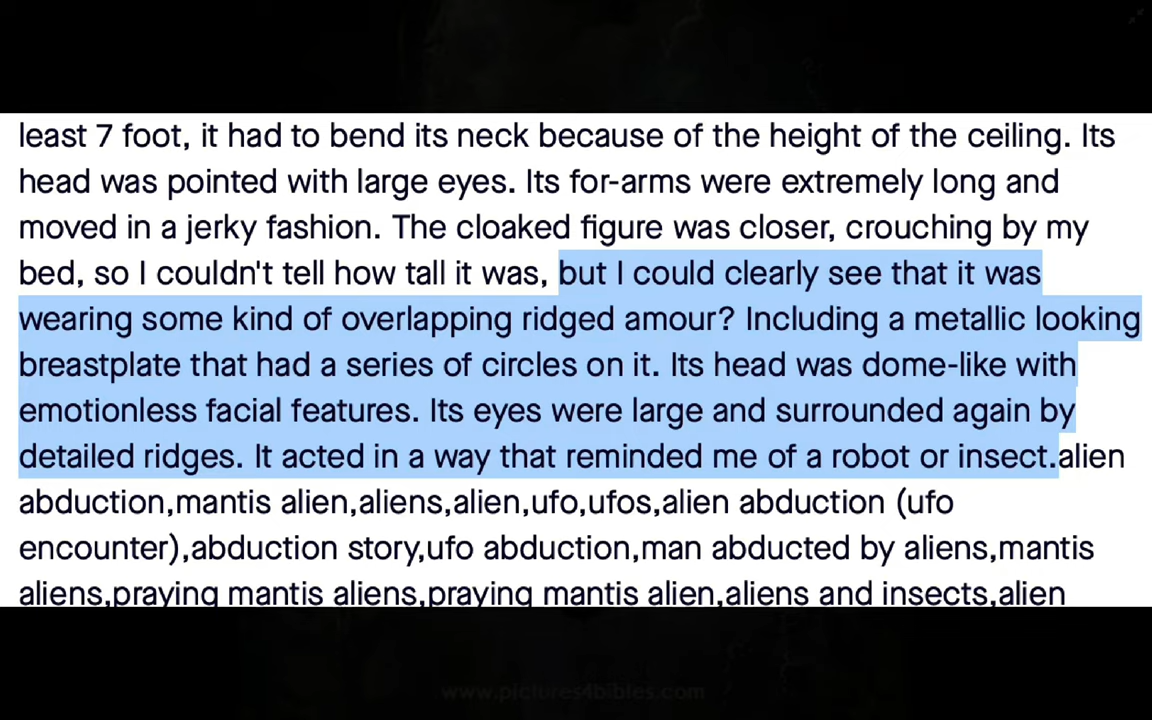 least 7 foot, it had to bend its neck because of the height of the ceiling. Its
head was pointed with large eyes. Its for-arms were extremely long and
moved in a jerky fashion. The cloaked figure was closer, crouching by my
bed, so I couldn't tell how tall it was, but I could clearly see that it was
wearing some kind of overlapping ridged amour? Including a metallic looking
breastplate that had a series of circles on it. Its head was dome-like with
emotionless facial features. Its eyes were large and surrounded again by
detailed ridges. It acted in a way that reminded me of a robot or insect.alien
abduction,mantis alien,aliens,alien,ufo,ufos,alien abduction (ufo
encounter),abduction story,ufo abduction,man abducted by aliens,mantis
aliens,praying mantis aliens,praying mantis alien,aliens and insects,alien
www.pictures4bibles.com